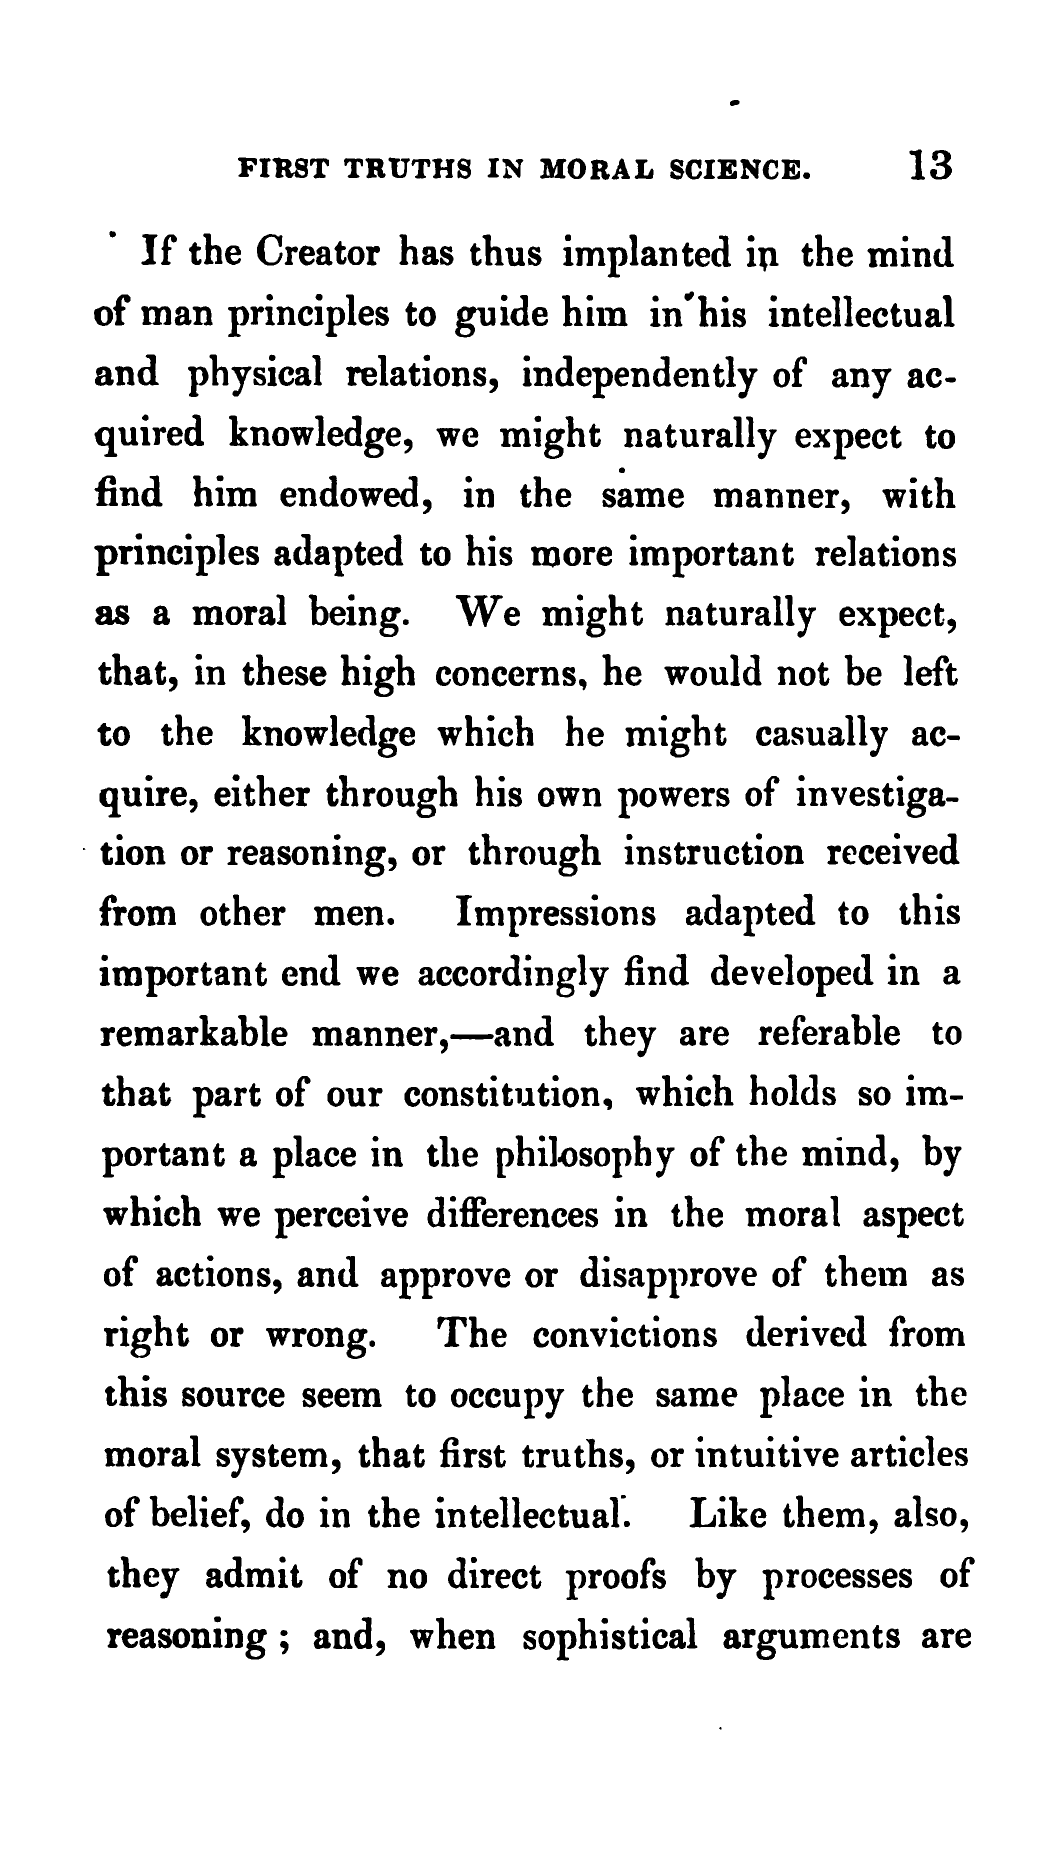 FIRST TRUTHS IN MORAL SCIENCE. 13
If the Creator has thus implanted in the mind
of man principles to guide him in his intellectual
and physical relations, independently of any ac-
quired knowledge, we might naturally expect to
find him endowed, in the same manner, with
principles adapted to his more important relations
as a moral being. We might naturally expect,
that, in these high concerns, he would not be left
to the knowledge which he might casually ac-
quire, either through his own powers of investiga-
tion or reasoning, or through instruction received
from other men. Impressions adapted to this
important end we accordingly find developed in a
remarkable manner,—and they are referable to
that part of our constitution, which holds so im-
portant a place in the philosophy of the mind, by
which we perceive differences in the moral aspect
of actions, and approve or disapprove of them as
right or wrong. The convictions derived from
this source seem to occupy the same place in the
moral system, that first truths, or intuitive articles
of belief, do in the intellectual. Like them, also,
they admit of no direct proofs by processes of
reasoning ; and, when sophistical arguments are